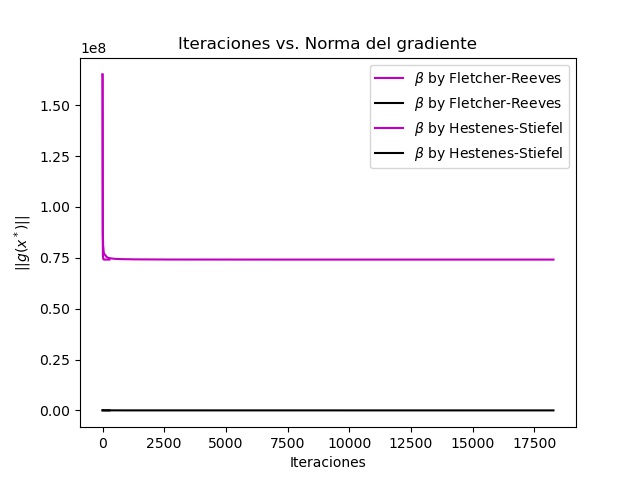 Iteraciones vs. Norma del gradiente
1e8
β by Fletcher-Reeves
β by Fletcher-Reeves
β by Hestenes-Stiefel
β by Hestenes-Stiefel
1.50
1.25
1.00
0.75
0.50
0.25
0.00
||g(x*)||
0 2500 5000 7500 10000 12500 15000 17500
Iteraciones